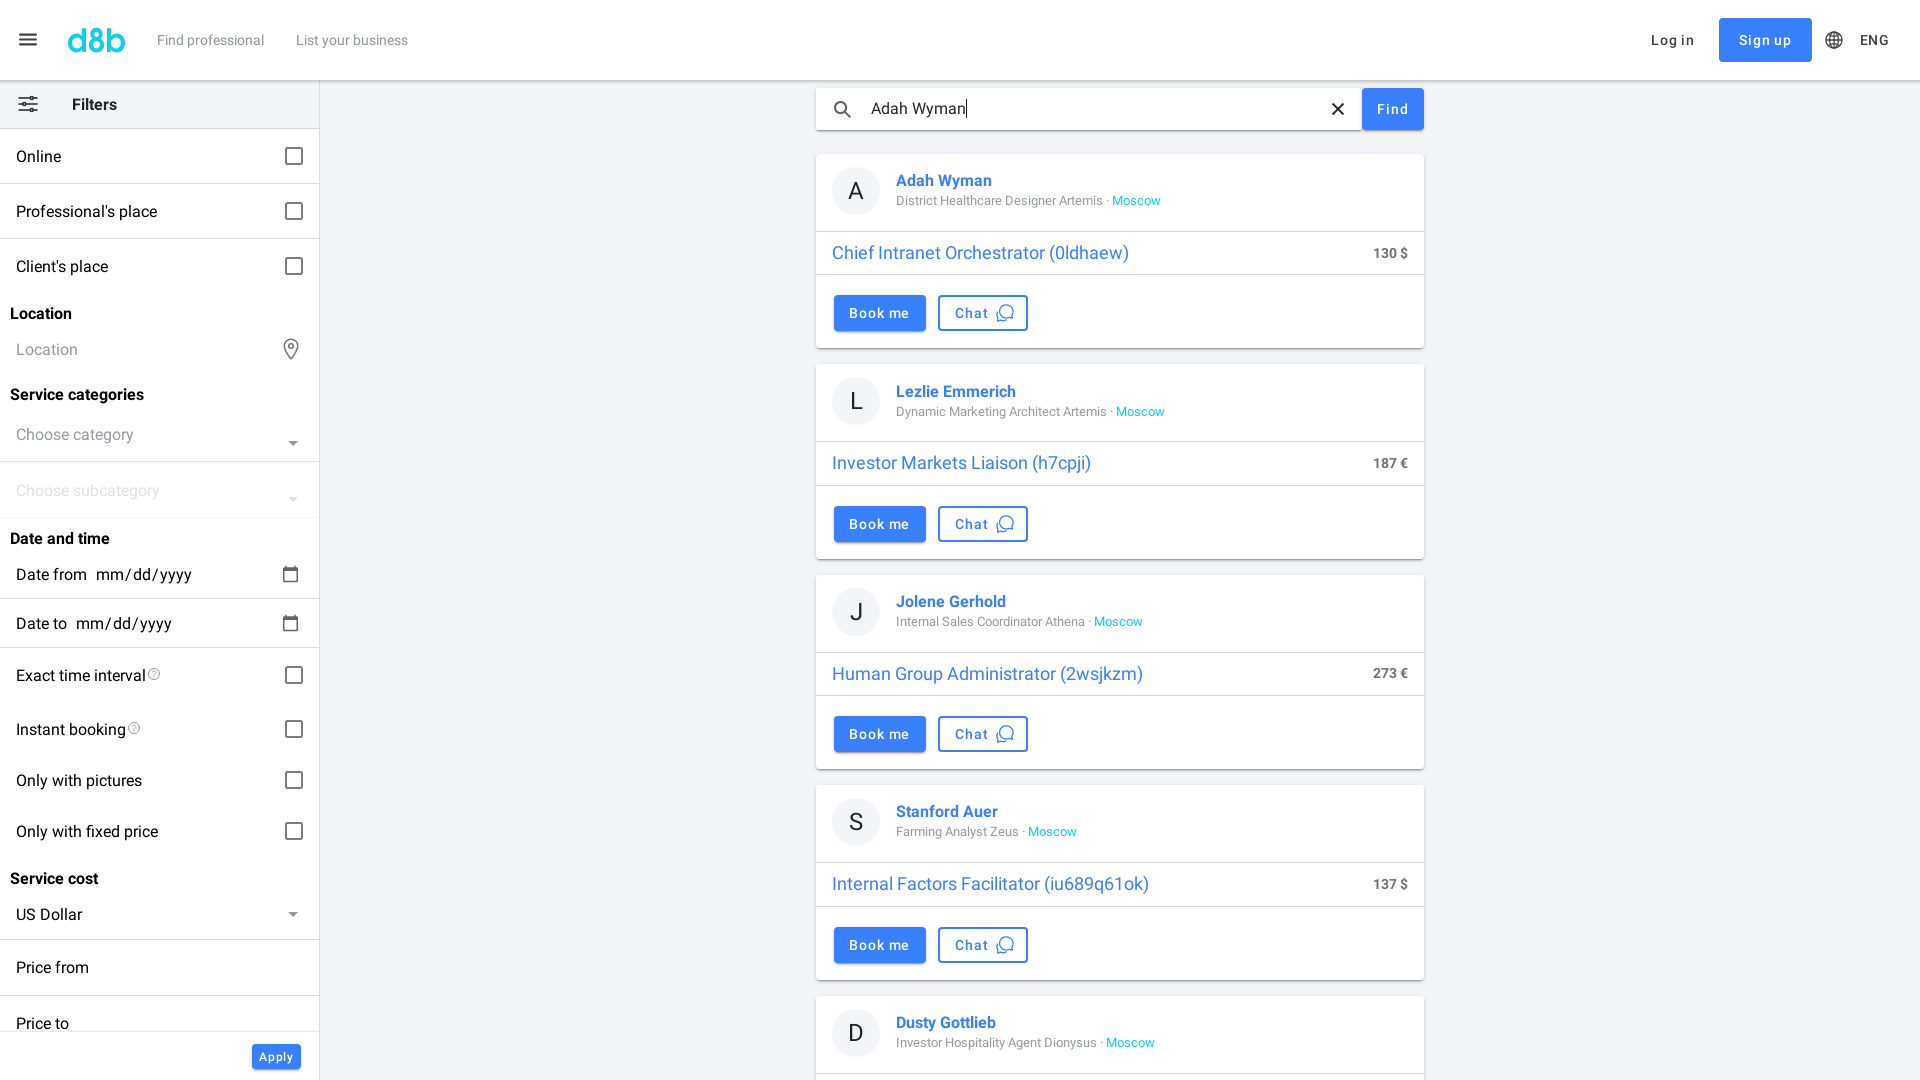 d8b
Find professional
List your business
Log in
Sign up
ENG
Filters
Online
Professional's place
Client's place
Location
Location
Service categories
Choose category
Choose subcategory
Date and time
Date from mm/dd/yyyy
Date to mm/dd/yyyy
Exact time interval
Instant booking
Only with pictures
Only with fixed price
Service cost
US Dollar
Price from
Price to
Apply
Adah Wyman
Find
A
Adah Wyman
District Healthcare Designer Artemis · Moscow
Chief Intranet Orchestrator (0ldhaew)
130 $
Book me
Chat
L
Lezlie Emmerich
Dynamic Marketing Architect Artemis · Moscow
Investor Markets Liaison (h7cpji)
187 €
Book me
Chat
J
Jolene Gerhold
Internal Sales Coordinator Athena · Moscow
Human Group Administrator (2wsjkzm)
273 €
Book me
Chat
S
Stanford Auer
Farming Analyst Zeus · Moscow
Internal Factors Facilitator (iu689q61ok)
137 $
Book me
Chat
D
Dusty Gottlieb
Investor Hospitality Agent Dionysus · Moscow